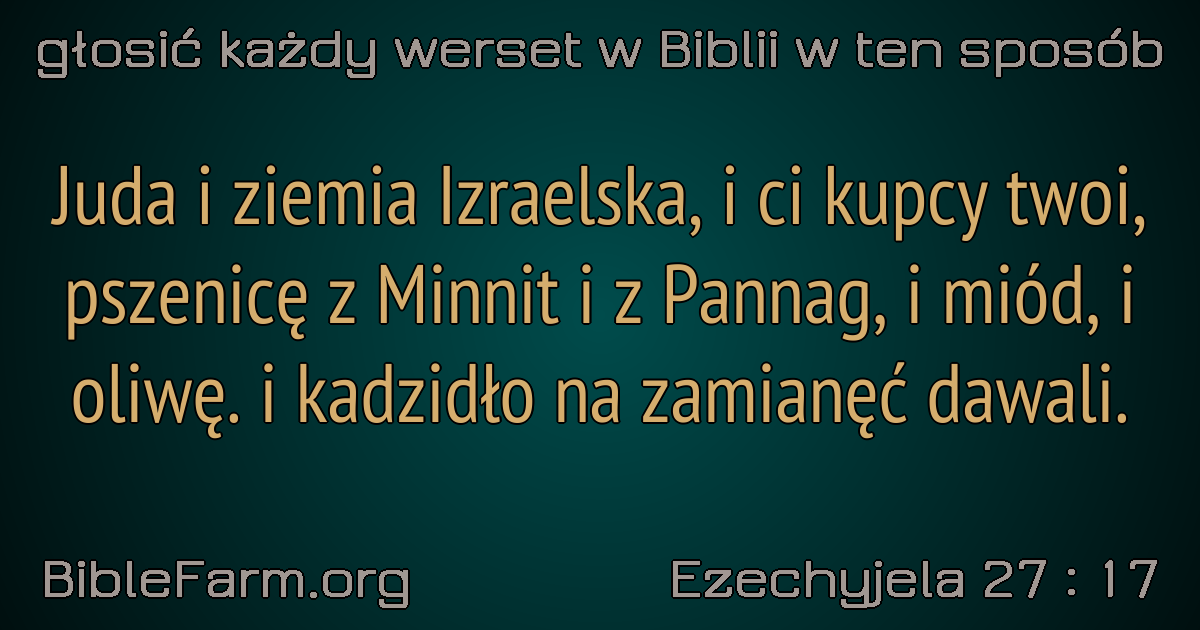 głosić każdy werset w Biblii w ten sposób
Juda i ziemia Izraelska, i ci kupcy twoi,
pszenicę z Minnit i z Pannag, i miód, i
oliwę. i kadzidło na zamianęć dawali.
BibleFarm.org
Ezechyjela 27 : 17